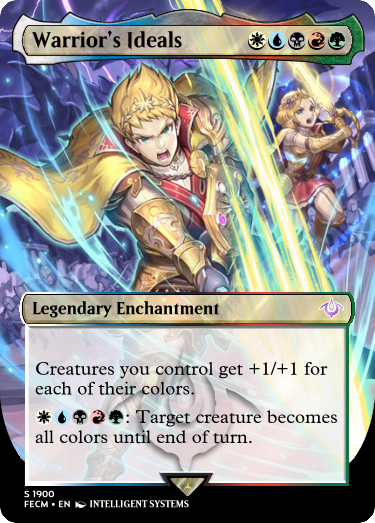 Warrior's Ideals
Legendary Enchantment
Creatures you control get +1/+1 for
each of their colors.
: Target creature becomes
all colors until end of turn.
S 1900
FECM • EN INTELLIGENT SYSTEMS